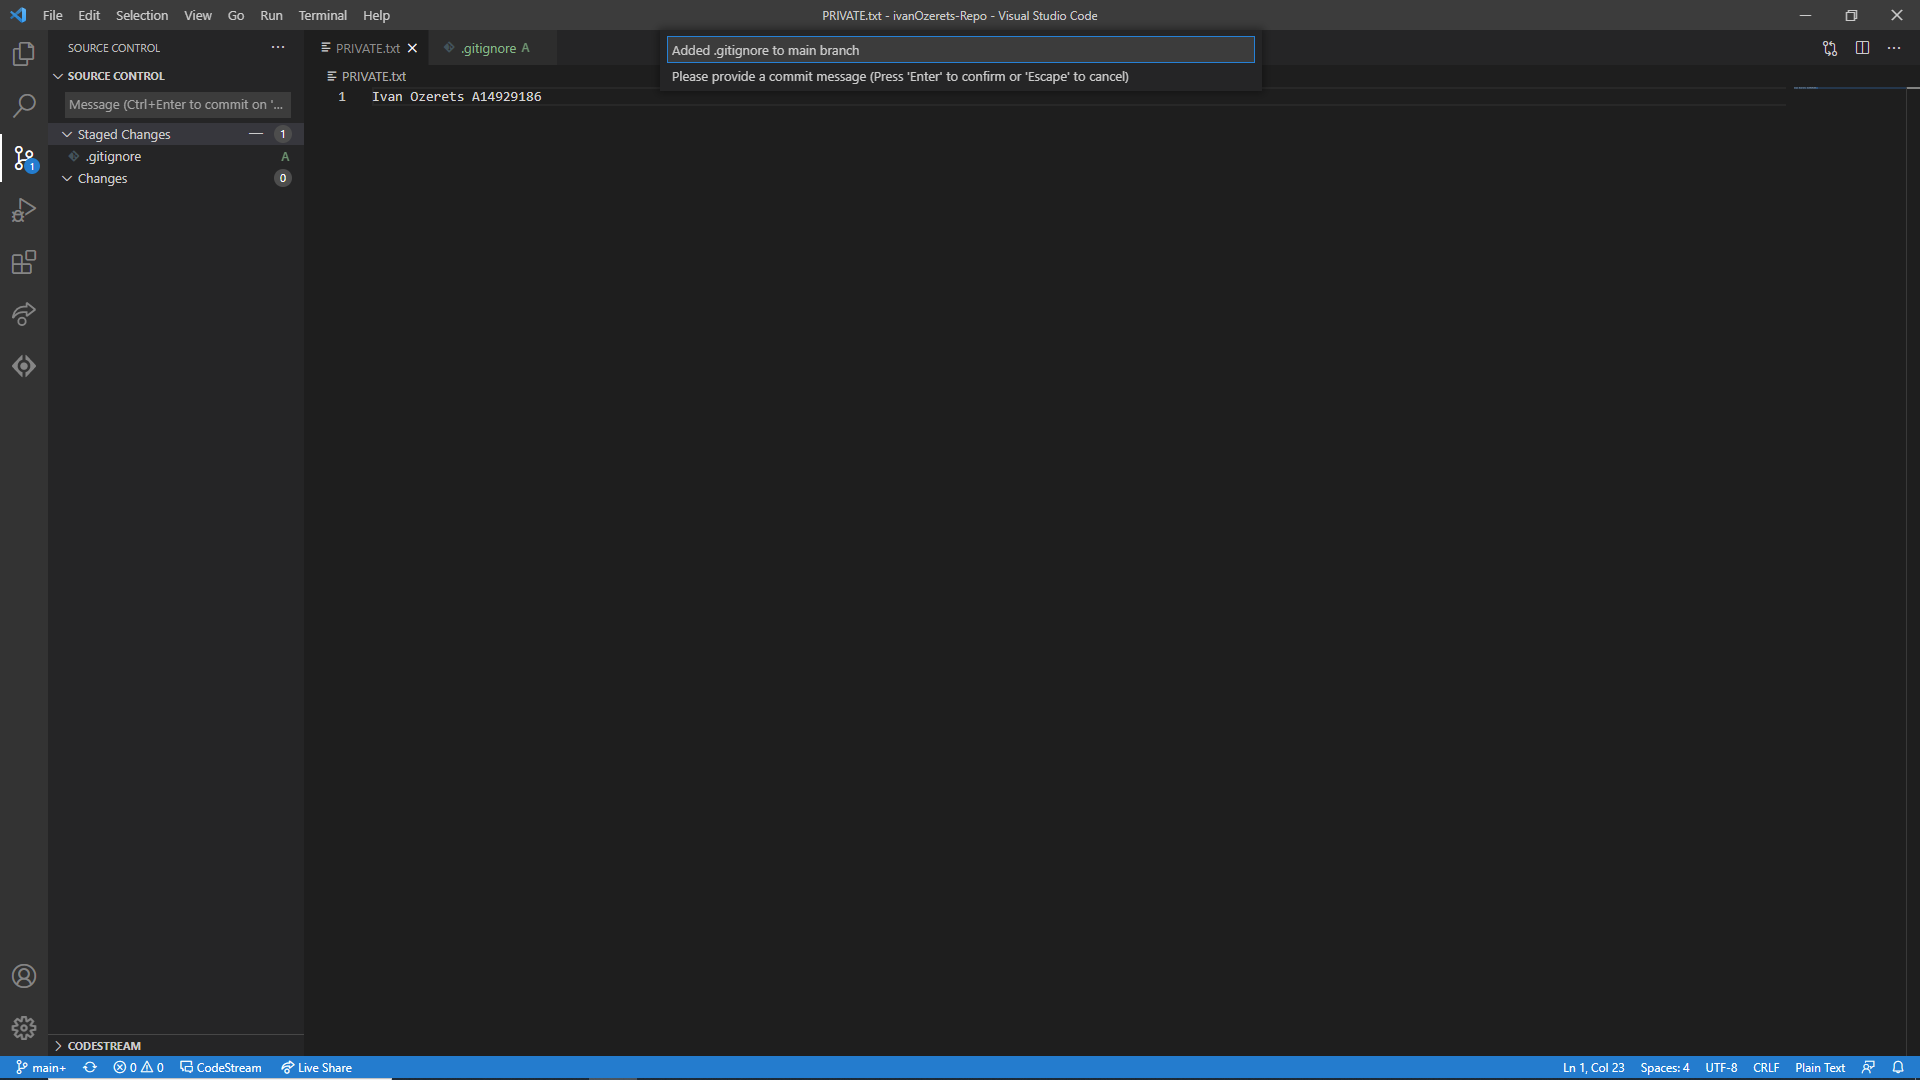 File Edit Selection View Go Run Terminal Help
PRIVATE.txt - ivanOzerets-Repo - Visual Studio Code
SOURCE CONTROL
SOURCE CONTROL
Message (Ctrl+Enter to commit on '...
Staged Changes 1
.gitignore A
Changes 0
PRIVATE.txt
.gitignore A
Added .gitignore to main branch
Please provide a commit message (Press 'Enter' to confirm or 'Escape' to cancel)
PRIVATE.txt
1 Ivan Ozerets A14929186
1
CODESTREAM
main+ 0 0 CodeStream Live Share
Ln 1, Col 23 Spaces: 4 UTF-8 CRLF Plain Text